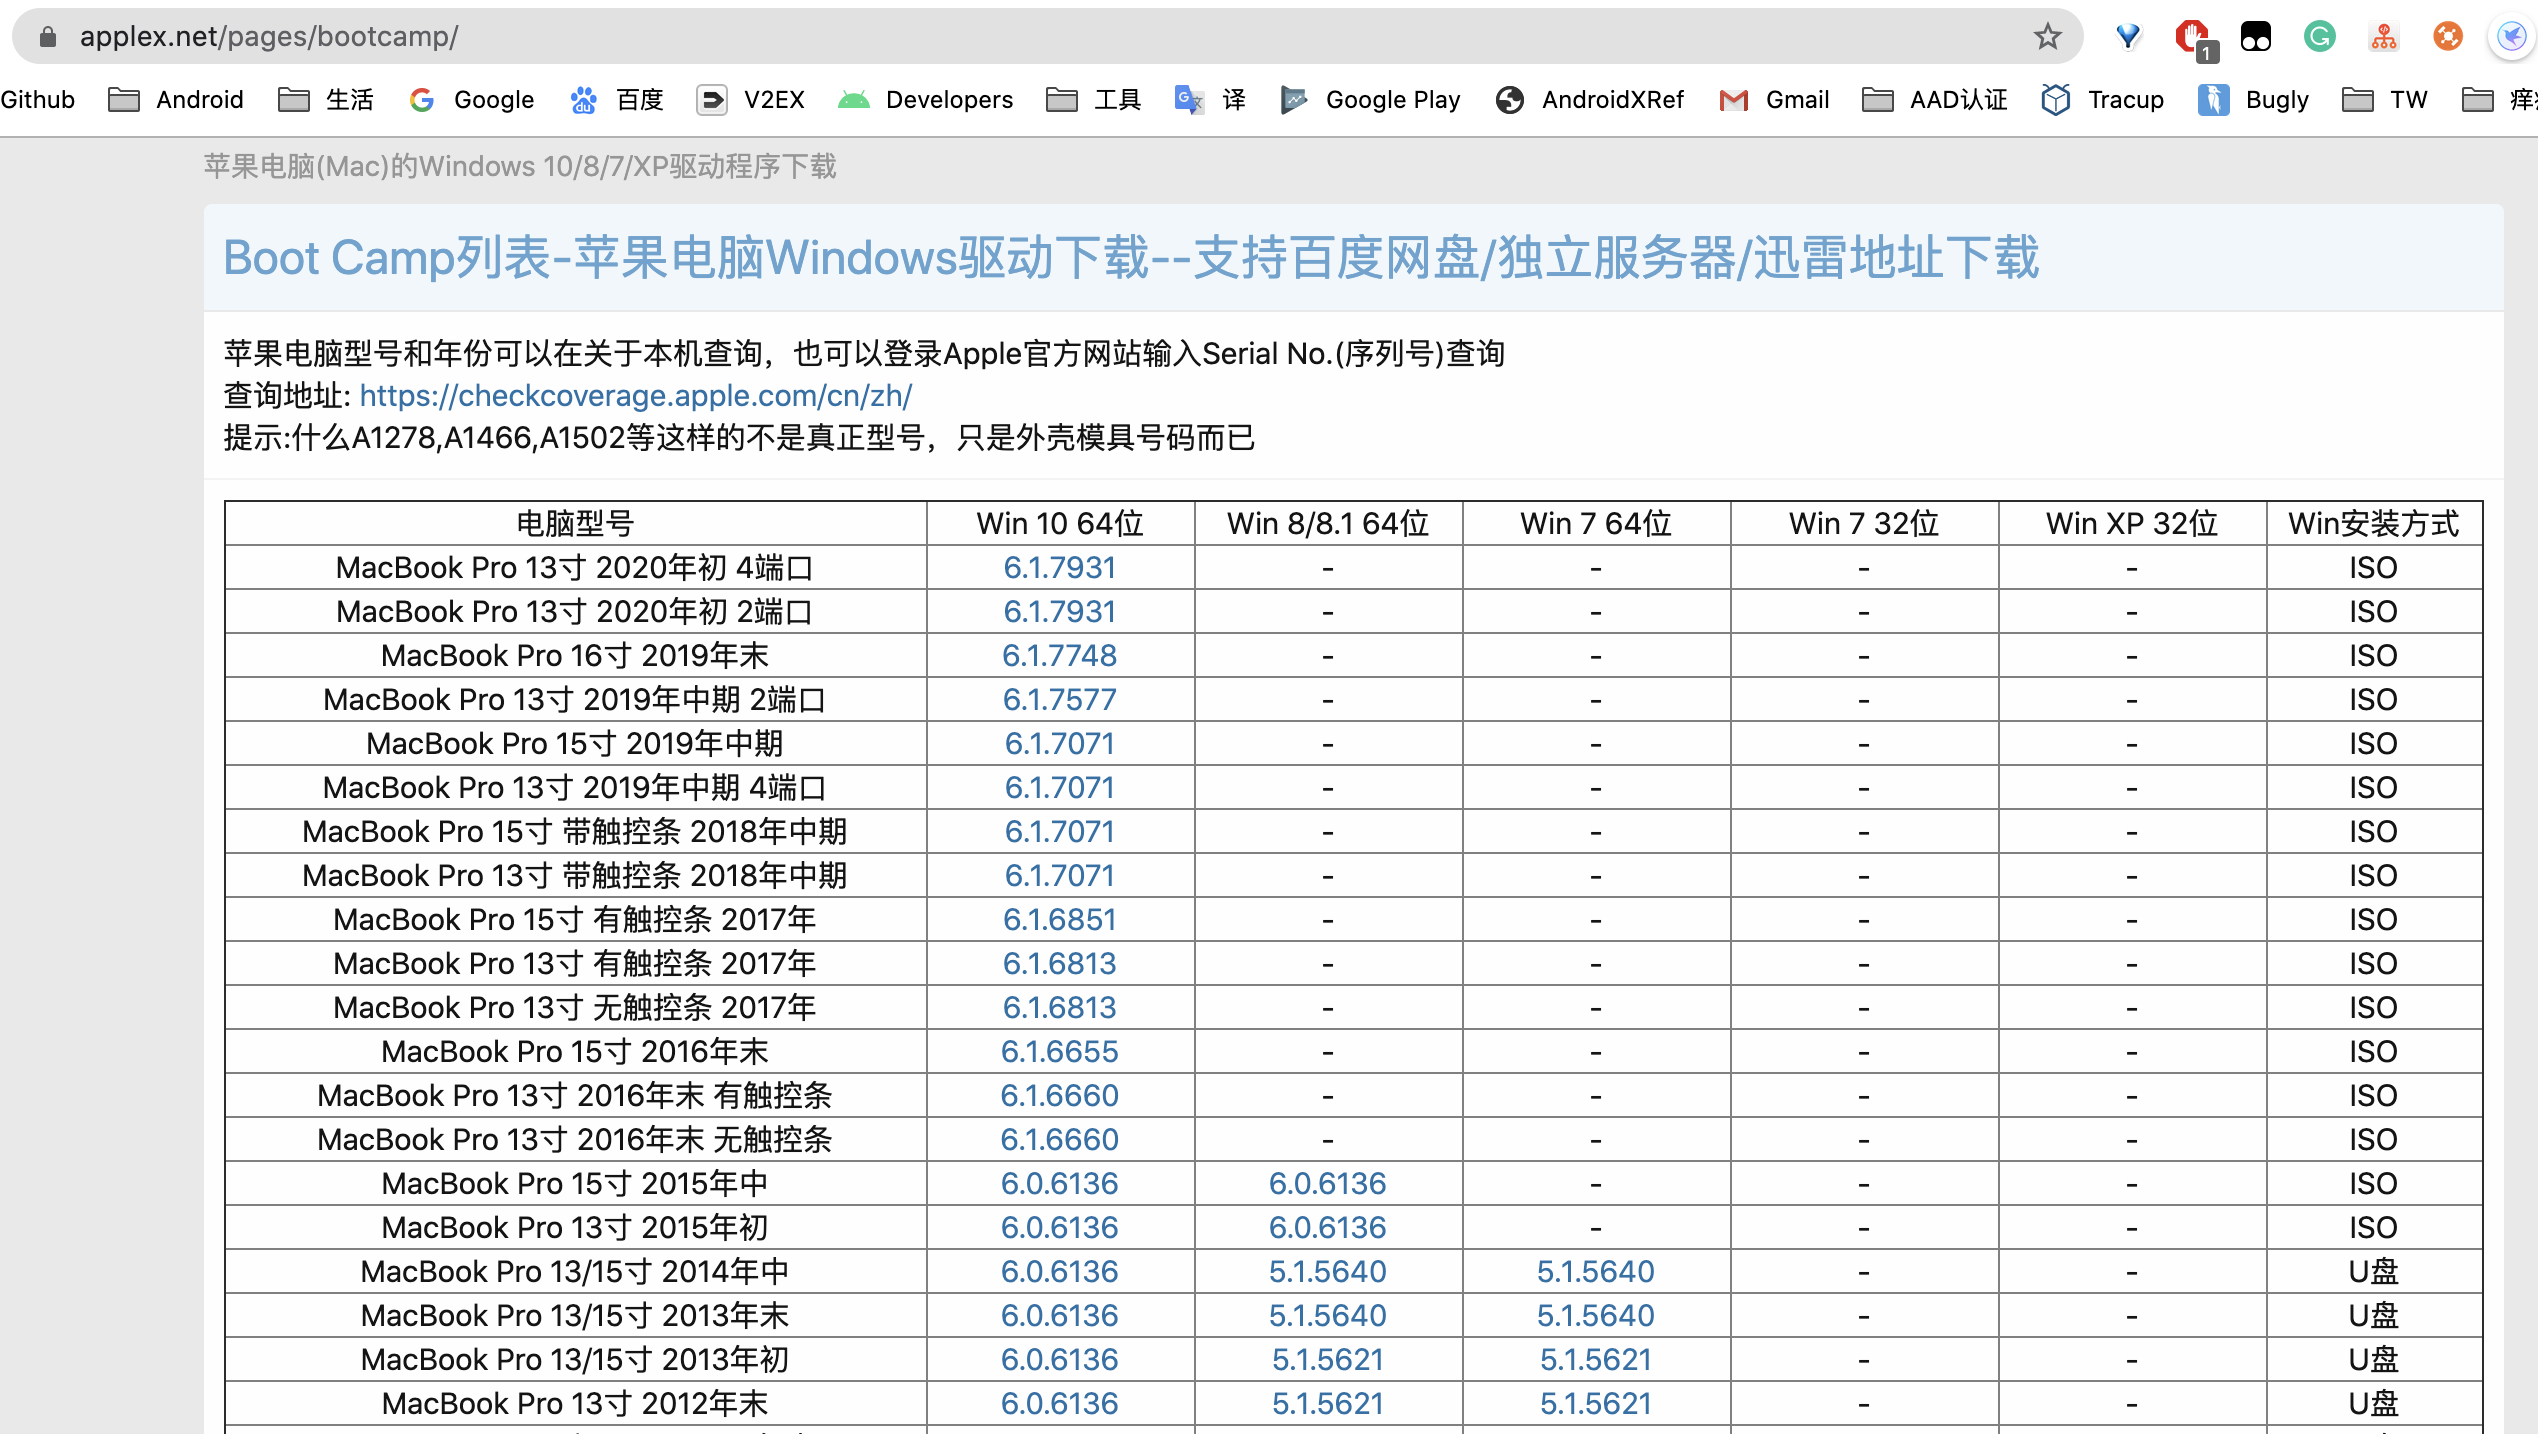 applex.net/pages/bootcamp/
1
Github Android 生活 Google 百度 V2EX Developers 工具 译 Google Play AndroidXRef Gmail AAD认证 Tracup Bugly TW
苹果电脑(Mac)的Windows 10/8/7/XP驱动程序下载
Boot Camp列表-苹果电脑Windows驱动下载--支持百度网盘/独立服务器/迅雷地址下载
苹果电脑型号和年份可以在关于本机查询，也可以登录Apple官方网站输入Serial No.(序列号)查询
查询地址: https://checkcoverage.apple.com/cn/zh/
提示:什么A1278,A1466,A1502等这样的不是真正型号，只是外壳模具号码而已
电脑型号 Win 10 64位 Win 8/8.1 64位 Win 7 64位 Win 7 32位 Win XP 32位 Win安装方式
MacBook Pro 13寸 2020年初 4端口 6.1.7931 - - - - ISO
MacBook Pro 13寸 2020年初 2端口 6.1.7931 - - - - ISO
MacBook Pro 16寸 2019年末 6.1.7748 - - - - ISO
MacBook Pro 13寸 2019年中期 2端口 6.1.7577 - - - - ISO
MacBook Pro 15寸 2019年中期 6.1.7071 - - - - ISO
MacBook Pro 13寸 2019年中期 4端口 6.1.7071 - - - - ISO
MacBook Pro 15寸 带触控条 2018年中期 6.1.7071 - - - - ISO
MacBook Pro 13寸 带触控条 2018年中期 6.1.7071 - - - - ISO
MacBook Pro 15寸 有触控条 2017年 6.1.6851 - - - - ISO
MacBook Pro 13寸 有触控条 2017年 6.1.6813 - - - - ISO
MacBook Pro 13寸 无触控条 2017年 6.1.6813 - - - - ISO
MacBook Pro 15寸 2016年末 6.1.6655 - - - - ISO
MacBook Pro 13寸 2016年末 有触控条 6.1.6660 - - - - ISO
MacBook Pro 13寸 2016年末 无触控条 6.1.6660 - - - - ISO
MacBook Pro 15寸 2015年中 6.0.6136 6.0.6136 - - - ISO
MacBook Pro 13寸 2015年初 6.0.6136 6.0.6136 - - - ISO
MacBook Pro 13/15寸 2014年中 6.0.6136 5.1.5640 5.1.5640 - - U盘
MacBook Pro 13/15寸 2013年末 6.0.6136 5.1.5640 5.1.5640 - - U盘
MacBook Pro 13/15寸 2013年初 6.0.6136 5.1.5621 5.1.5621 - - U盘
MacBook Pro 13寸 2012年末 6.0.6136 5.1.5621 5.1.5621 - - U盘